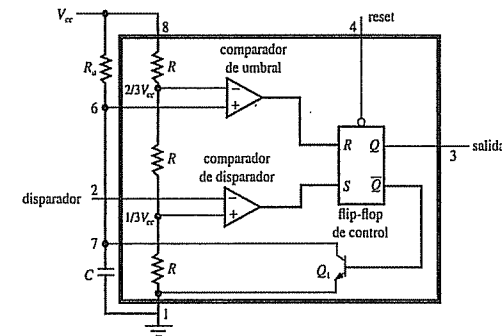 V_cc
8
4
reset
R_a
R
comparador
de umbral
2/3V_cc
−
+
6
R
Q
salida
3
R
comparador
de disparador
disparador
2
−
+
S
Q̅
1/3V_cc
flip-flop
de control
7
C
R
Q_1
1